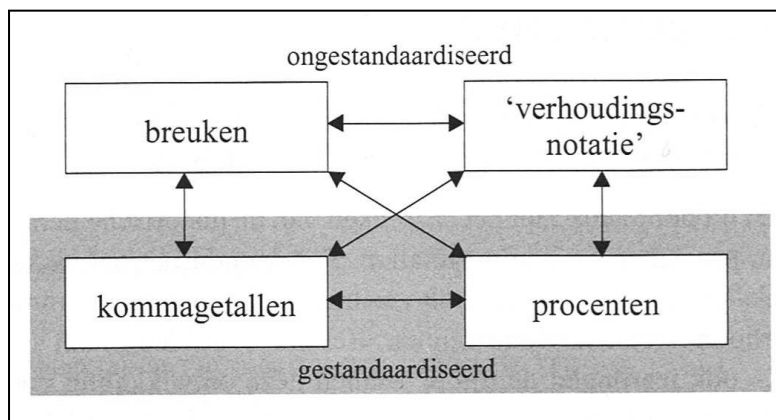 ongestandaardiseerd
breuken
‘verhoudings-
notatie’
kommagetallen
procenten
gestandaardiseerd